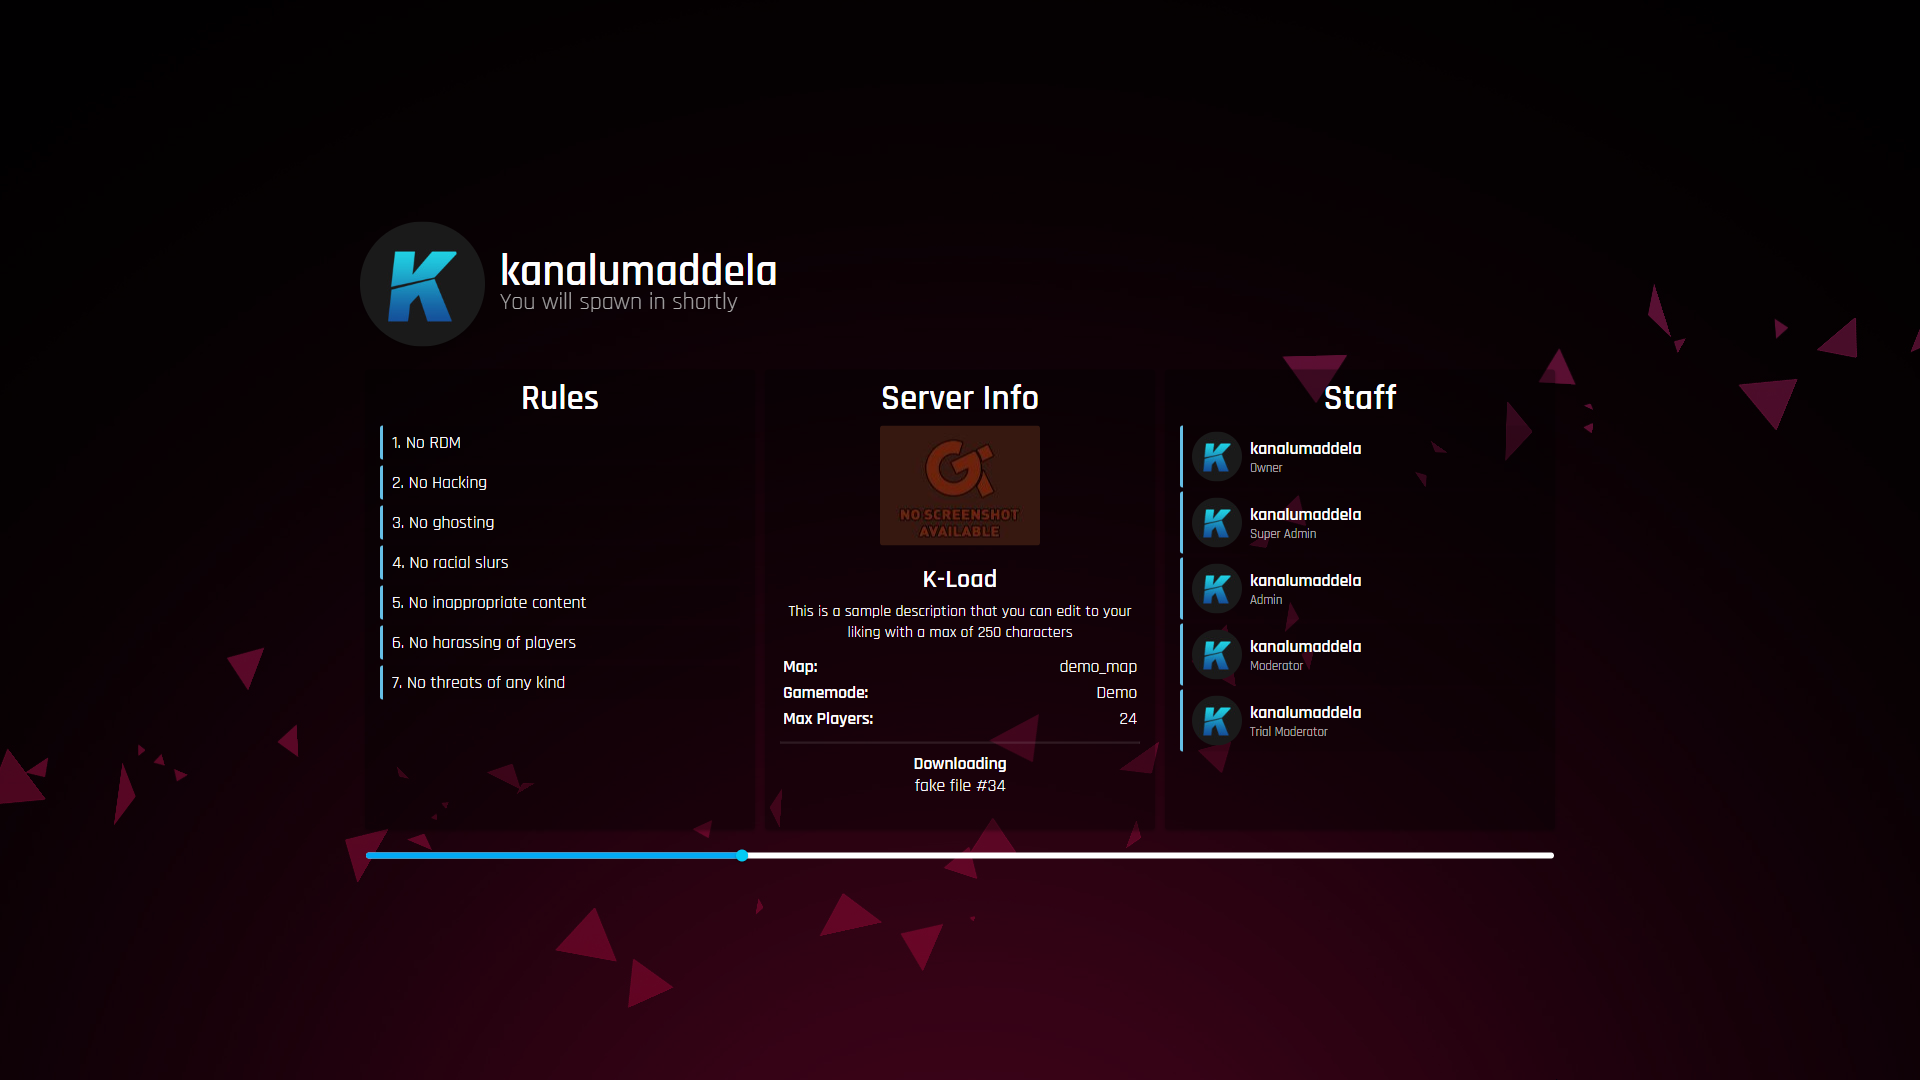 kanalumaddela
You will spawn in shortly
Rules
1. No RDM
2. No Hacking
3. No ghosting
4. No racial slurs
5. No inappropriate content
6. No harassing of players
7. No threats of any kind
Server Info
NO SCREENSHOT
AVAILABLE
K-Load
This is a sample description that you can edit to your
liking with a max of 250 characters
Map: demo_map
Gamemode: Demo
Max Players: 24
Downloading
fake file #34
Staff
kanalumaddela
Owner
kanalumaddela
Super Admin
kanalumaddela
Admin
kanalumaddela
Moderator
kanalumaddela
Trial Moderator